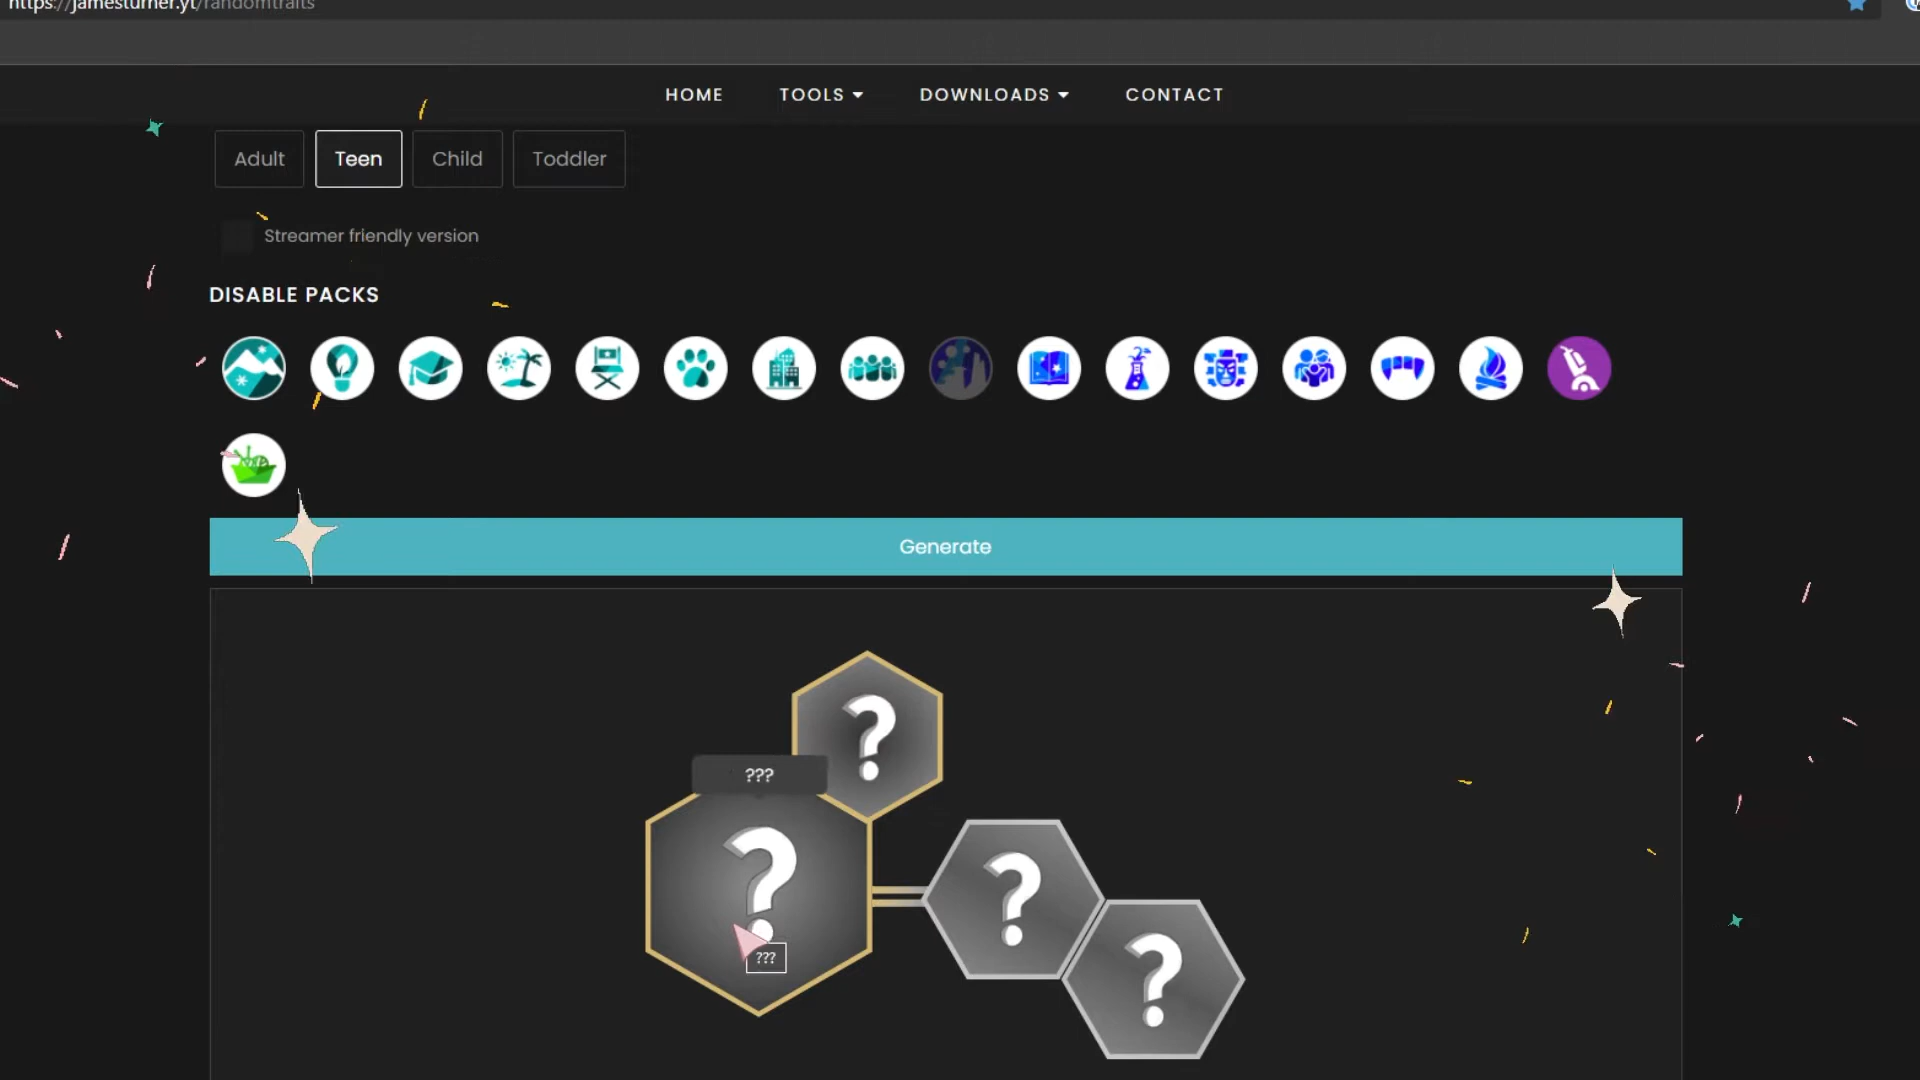 https://jamesturner.yt/randomtraits
HOME TOOLS DOWNLOADS CONTACT
Adult Teen Child Toddler
Streamer friendly version
DISABLE PACKS
Generate
?
???
?
???
?
?